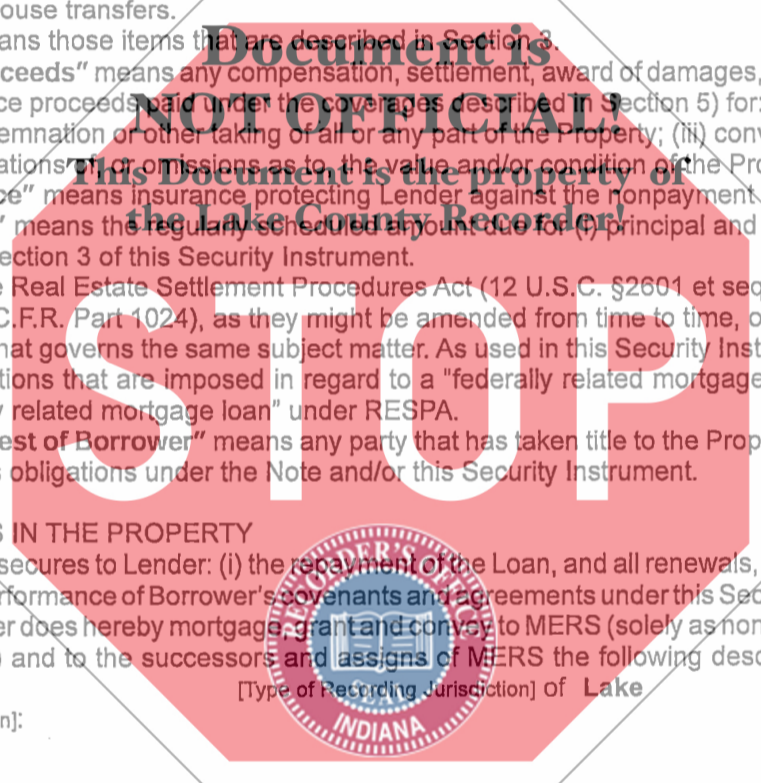 ouse transfers.
ans those items that are described in Section 3.
Document is
ceeds" means any compensation, settlement, award of damages,
ce proceeds paid under the coverages described in Section 5) for:
NOT OFFICIAL!
emnation or other taking of all or any part of the Property; (iii) conv
ations of, or omissions as to, the value and/or condition of the Pro
This Document is the property of
ce" means insurance protecting Lender against the nonpayment
the Lake County Recorder!
" means the regularly scheduled amount due for (i) principal and
ection 3 of this Security Instrument.
e Real Estate Settlement Procedures Act (12 U.S.C. §2601 et seq
C.F.R. Part 1024), as they might be amended from time to time, o
hat governs the same subject matter. As used in this Security Inst
tions that are imposed in regard to a "federally related mortgage
y related mortgage loan" under RESPA.
est of Borrower" means any party that has taken title to the Prop
s obligations under the Note and/or this Security Instrument.
STOP
S IN THE PROPERTY
secures to Lender: (i) the repayment of the Loan, and all renewals,
rformance of Borrower's covenants and agreements under this Sec
er does hereby mortgage, grant and convey to MERS (solely as nom
) and to the successors and assigns of MERS the following desc
[Type of Recording Jurisdiction] of Lake
n]:
RECORDER'S OFFICE
SEAL
INDIANA